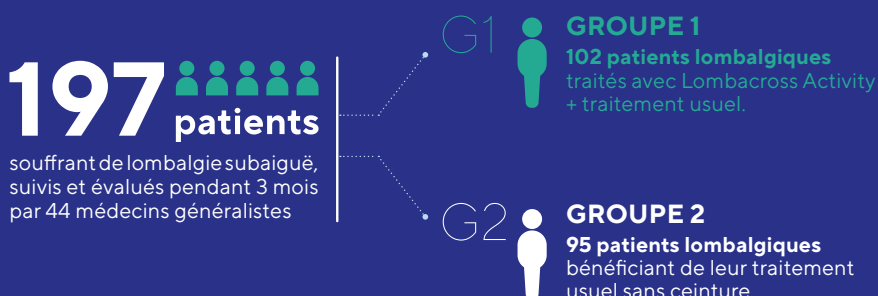 197
patients
souffrant de lombalgie subaiguë,
suivis et évalués pendant 3 mois
par 44 médecins généralistes
G1
GROUPE 1
102 patients lombalgiques
traités avec Lombacross Activity
+ traitement usuel.
G2
GROUPE 2
95 patients lombalgiques
bénéficiant de leur traitement
usuel sans ceinture